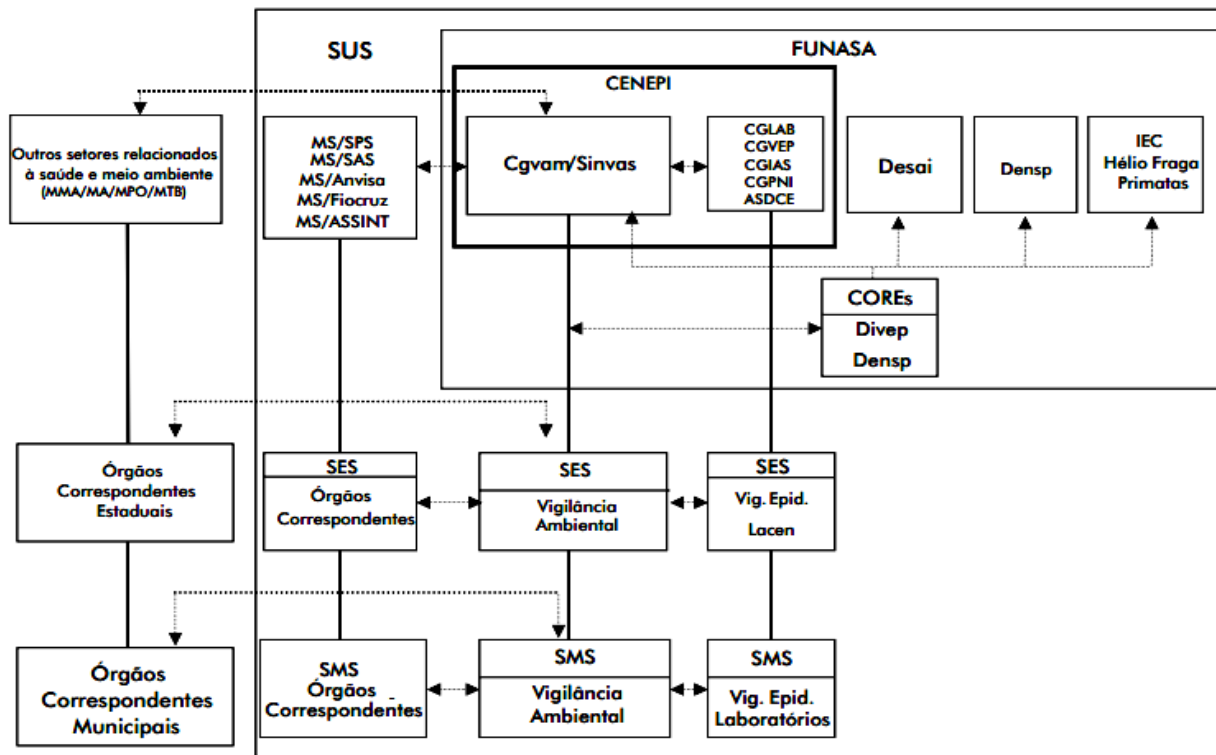 SUS
FUNASA
CENEPI
Outros setores relacionados
à saúde e meio ambiente
(MMA/MA/MPO/MTB)
MS/SPS
MS/SAS
MS/Anvisa
MS/Fiocruz
MS/ASSINT
Cgvam/Sinvas
CGLAB
CGVEP
CGIAS
CGPNI
ASDCE
Desai
Densp
IEC
Hélio Fraga
Primatas
COREs
Divep
Densp
Órgãos
Correspondentes
Estaduais
SES
Órgãos
Correspondentes
SES
Vigilância
Ambiental
SES
Vig. Epid.
Lacen
Órgãos
Correspondentes
Municipais
SMS
Órgãos
Correspondentes
SMS
Vigilância
Ambiental
SMS
Vig. Epid.
Laboratórios